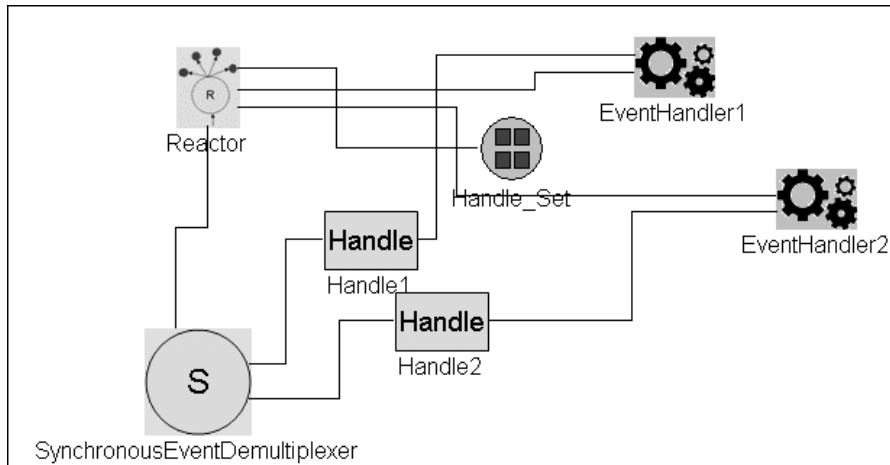 R
Reactor
EventHandler1
Handle_Set
EventHandler2
Handle
Handle1
Handle
Handle2
S
SynchronousEventDemultiplexer